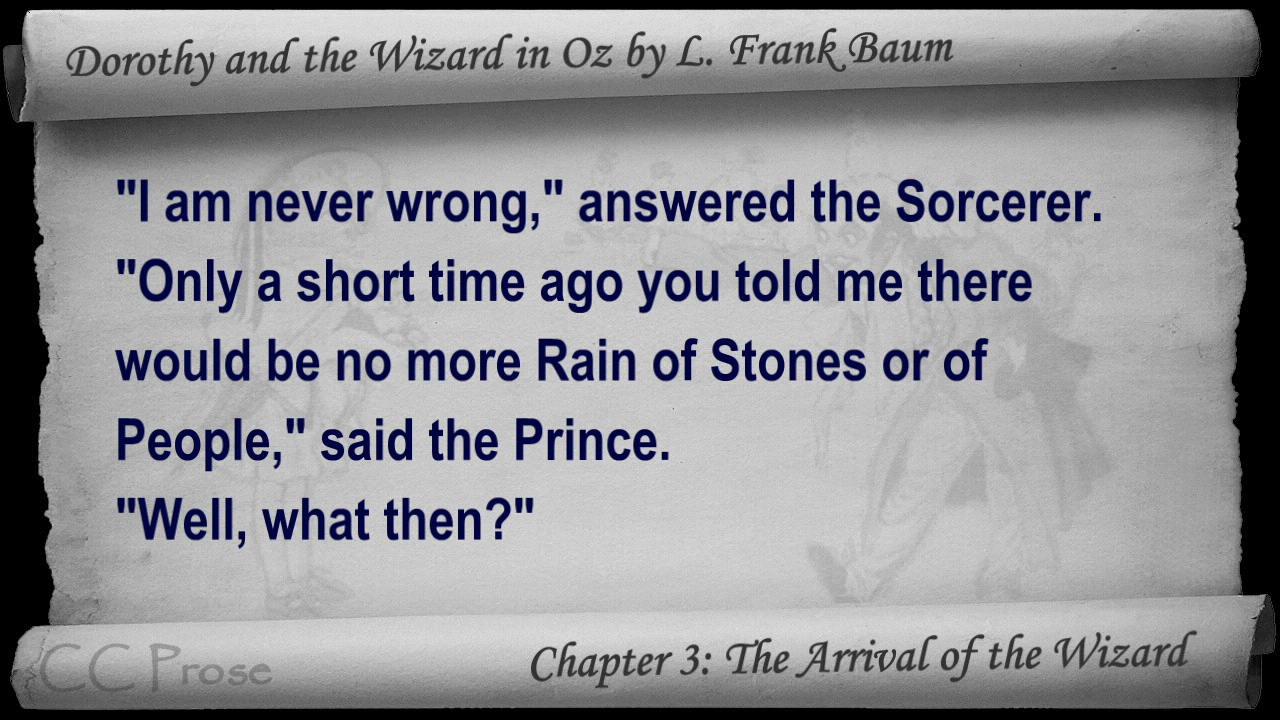 Dorothy and the Wizard in Oz by L. Frank Baum
"I am never wrong," answered the Sorcerer.
"Only a short time ago you told me there
would be no more Rain of Stones or of
People," said the Prince.
"Well, what then?"
CC Prose
Chapter 3: The Arrival of the Wizard